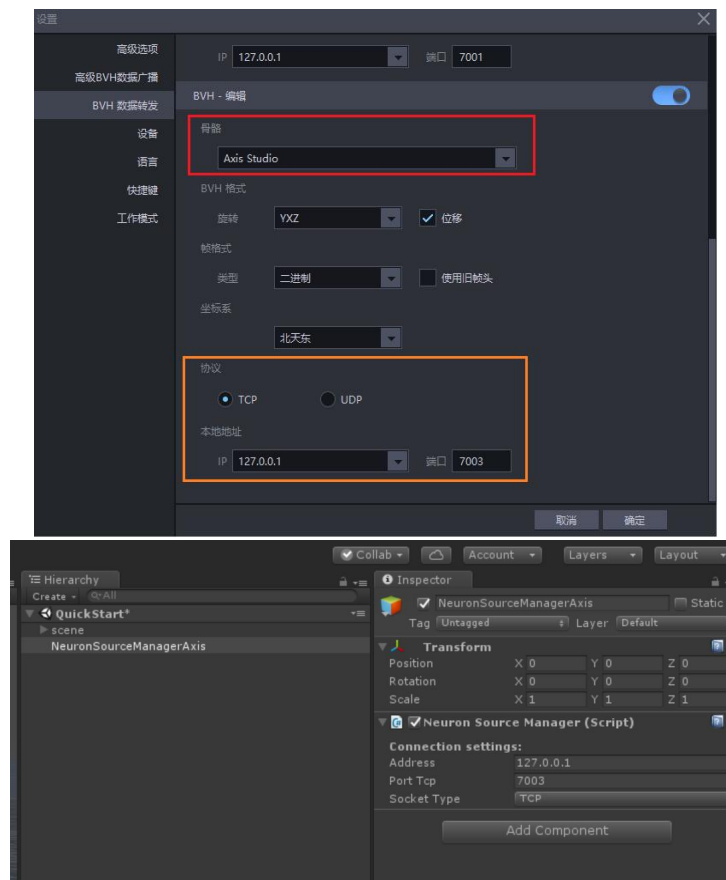 设置
高级选项
IP 127.0.0.1 端口 7001
高级BVH数据广播
BVH - 编辑
BVH 数据转发
设备
骨骼
语言
Axis Studio
快捷键
BVH 格式
工作模式
旋转 YXZ 位移
帧格式
类型 二进制 使用旧帧头
坐标系
北天东
协议
TCP UDP
本地地址
IP 127.0.0.1 端口 7003
取消 确定
Collab Account Layers Layout
Hierarchy
Create All
QuickStart*
scene
NeuronSourceManagerAxis
Inspector
NeuronSourceManagerAxis Static
Tag Untagged Layer Default
Transform
Position X 0 Y 0 Z 0
Rotation X 0 Y 0 Z 0
Scale X 1 Y 1 Z 1
Neuron Source Manager (Script)
Connection settings:
Address 127.0.0.1
Port Tcp 7003
Socket Type TCP
Add Component